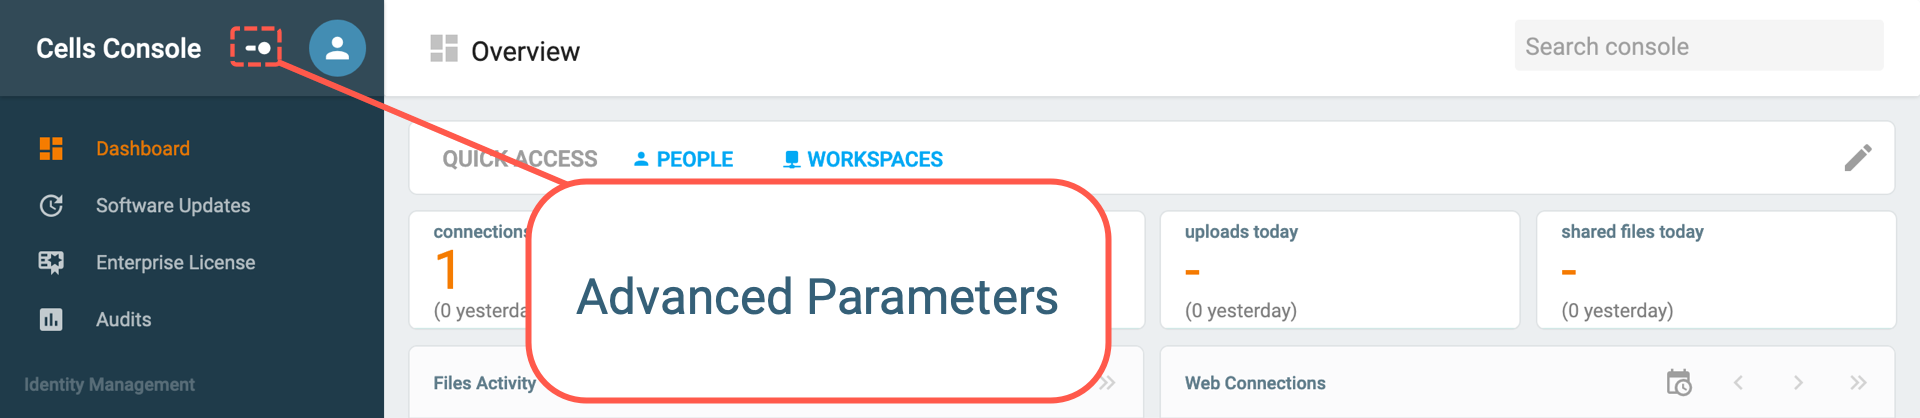 Cells Console
Overview
Search console
Dashboard
Software Updates
Enterprise License
Audits
Identity Management
QUICK ACCESS
PEOPLE
WORKSPACES
connections
1
(0 yesterda
Advanced Parameters
uploads today
-
(0 yesterday)
shared files today
-
(0 yesterday)
Files Activity
Web Connections